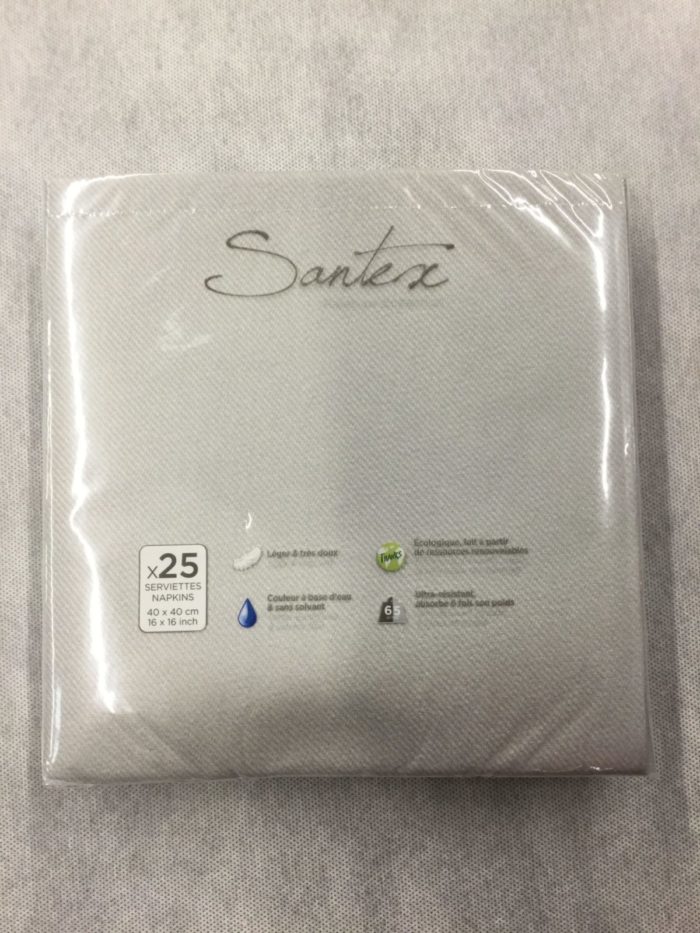 Santex
x25
SERVIETTES
NAPKINS
40 x 40 cm
16 x 16 inch
Léger & très doux
Couleur à base d'eau
& sans solvant
Écologique, fait à partir
de ressources renouvelables
THANKS
Ultra-résistant,
absorbe 6 fois son poids
65